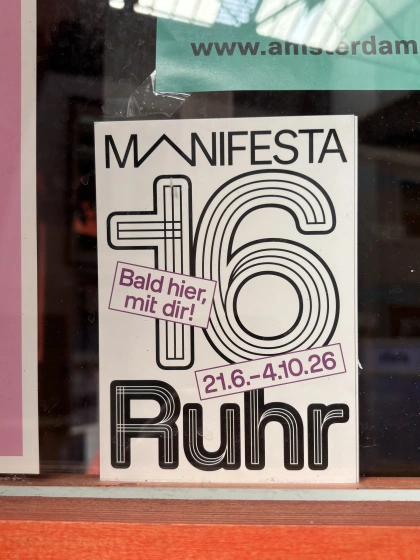 www.amsterdam
MANIFESTA
16
Bald hier,
mit dir!
21.6.–4.10.26
Ruhr